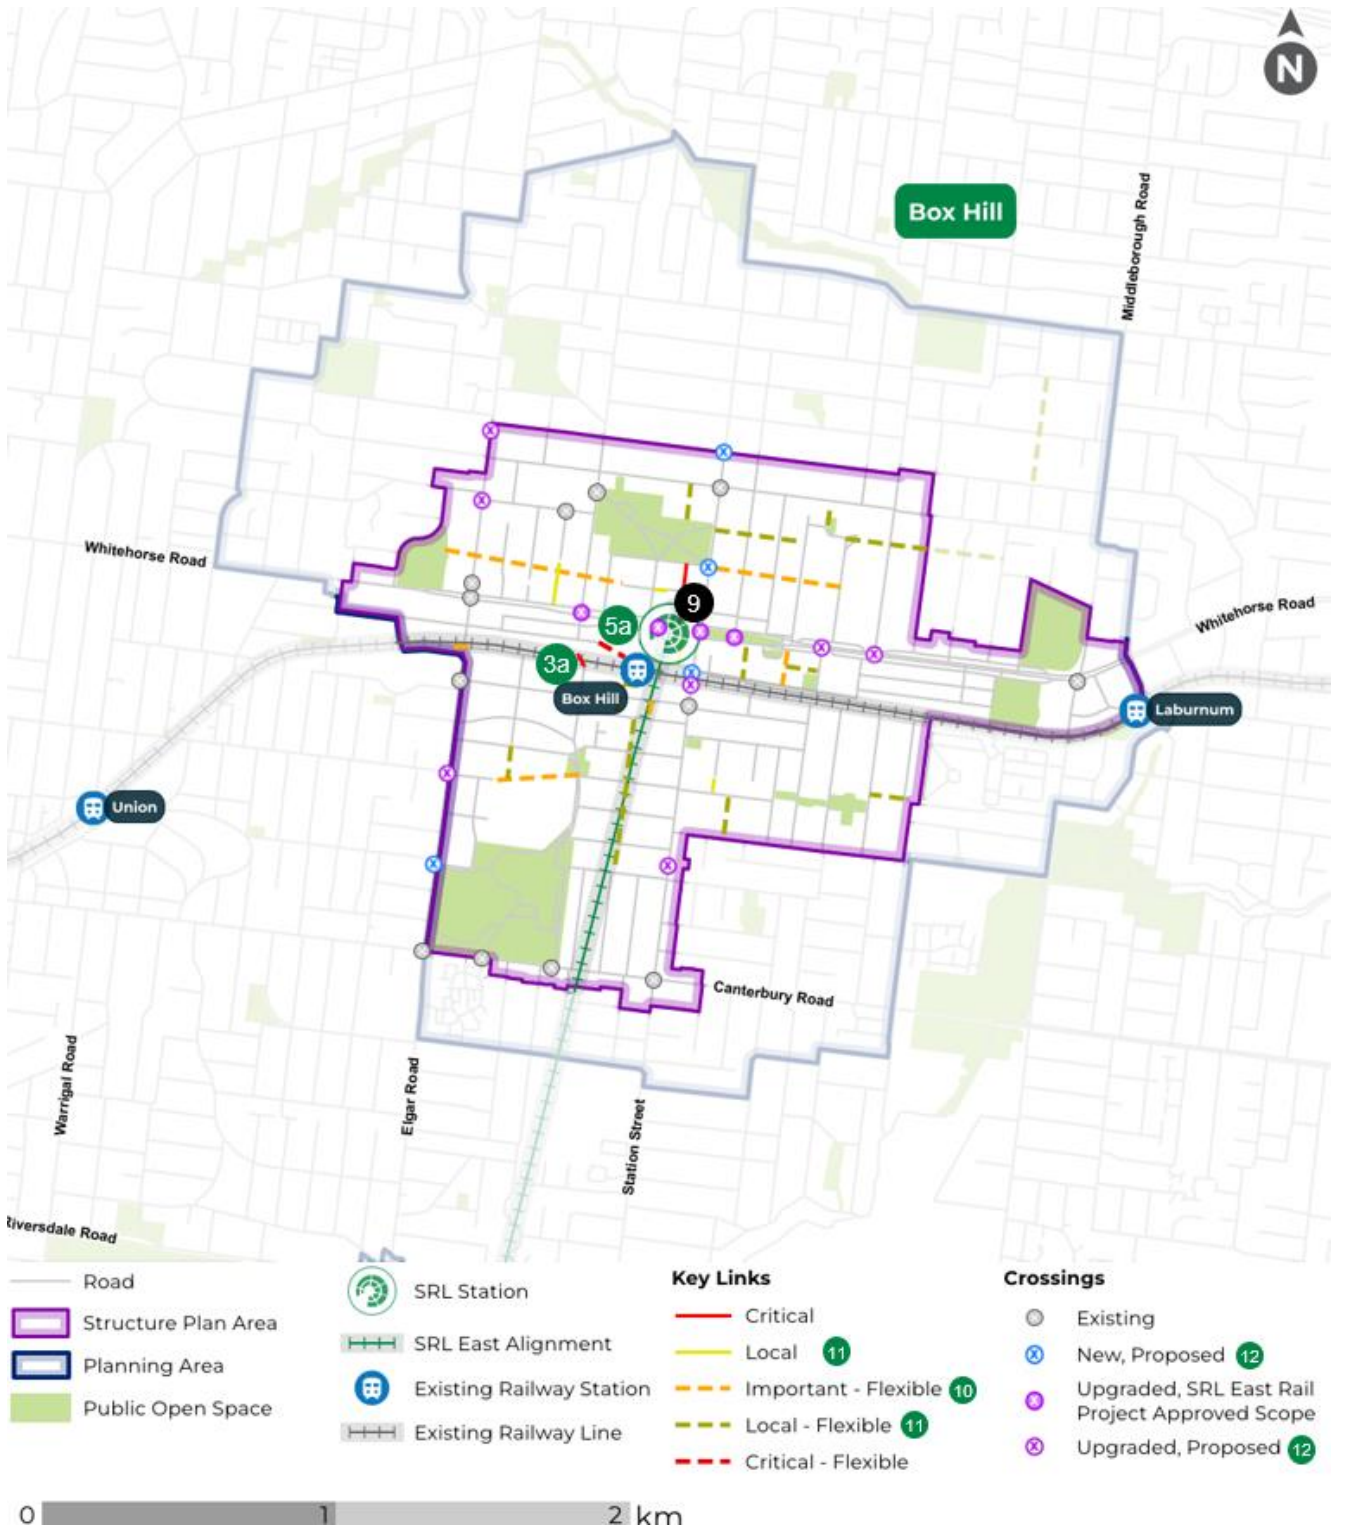 N
Box Hill
Middleborough Road
Whitehorse Road
Whitehorse Road
9
5a
3a
Box Hill
Laburnum
Union
Canterbury Road
Warrigal Road
Elgar Road
Station Street
Riversdale Road
Road
Structure Plan Area
Planning Area
Public Open Space
SRL Station
SRL East Alignment
Existing Railway Station
Existing Railway Line
Key Links
Critical
Local 11
Important - Flexible 10
Local - Flexible 11
Critical - Flexible
Crossings
Existing
New, Proposed 12
Upgraded, SRL East Rail
Project Approved Scope
Upgraded, Proposed 12
0 1 2 km